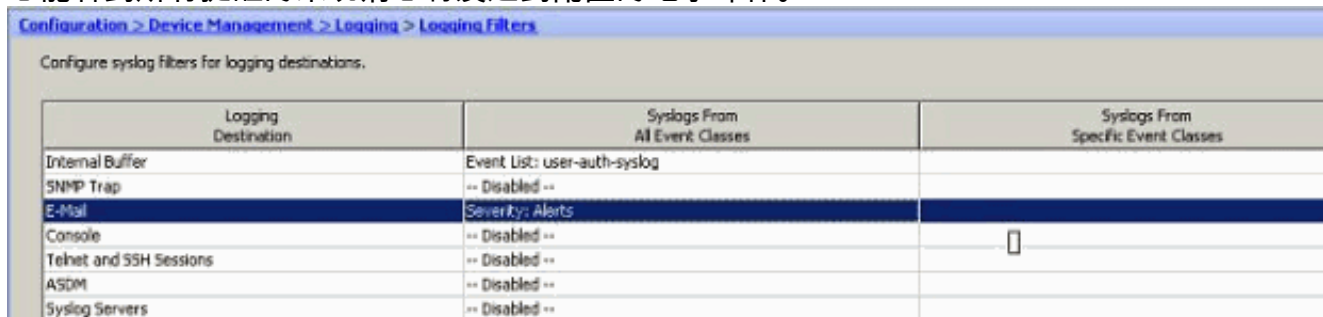 Configuration > Device Management > Logging > Logging Filters
Configure syslog filters for logging destinations.
Logging Destination	Syslogs From All Event Classes	Syslogs From Specific Event Classes
Internal Buffer	Event List: user-auth-syslog
SNMP Trap	-- Disabled --
E-Mail	Severity: Alerts
Console	-- Disabled --
Telnet and SSH Sessions	-- Disabled --
ASDM	-- Disabled --
Syslog Servers	-- Disabled --